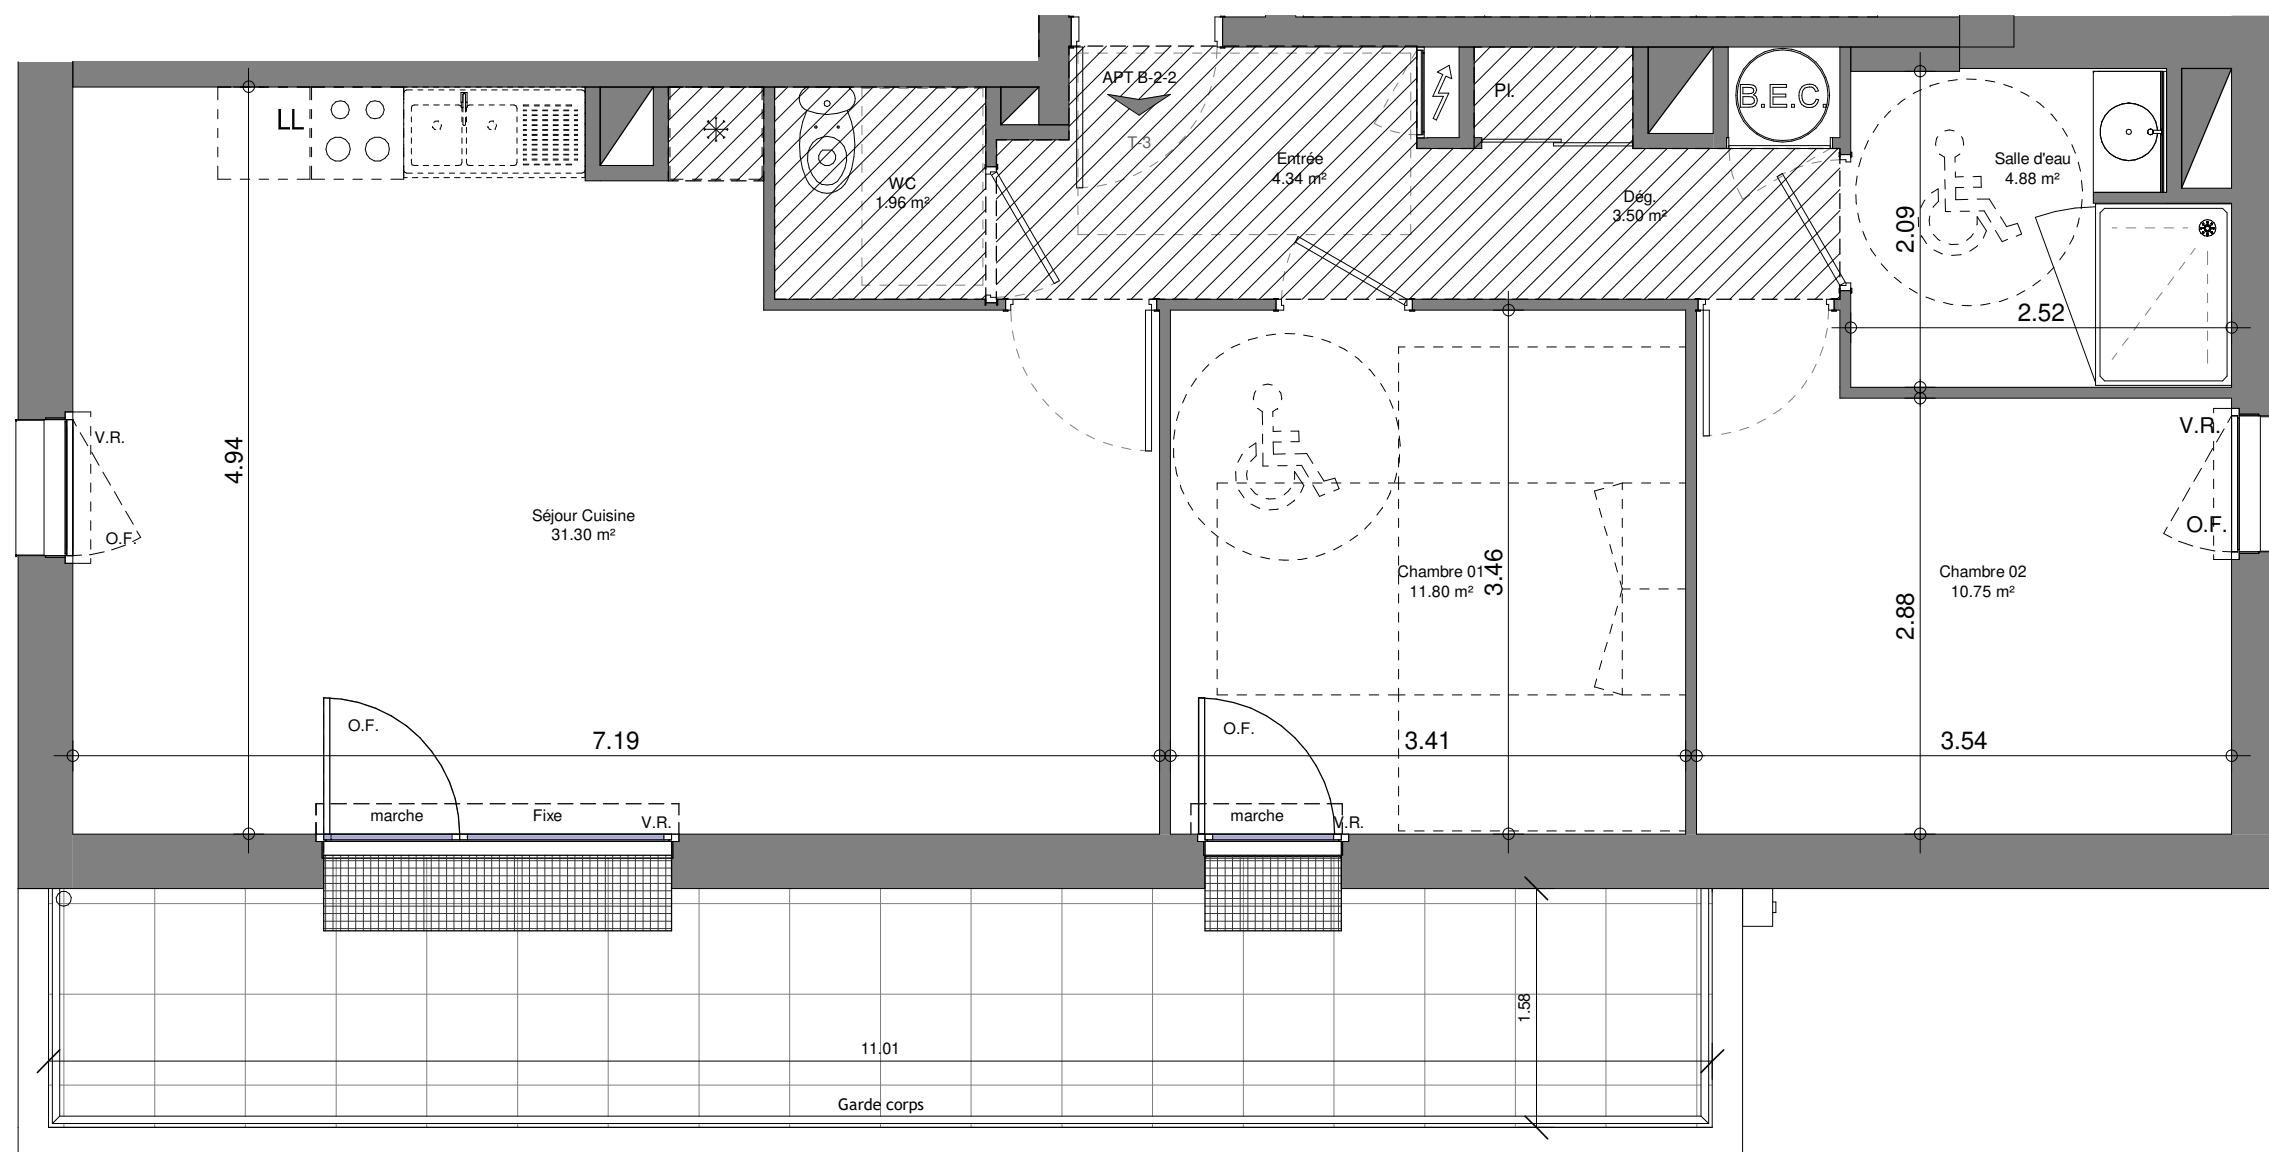 APT B-2-2
T-3
LL
Pl.
B.E.C.
Entrée
4.34 m²
Salle d'eau
4.88 m²
WC
1.96 m²
Dég.
3.50 m²
2.09
2.52
V.R.
O.F.
4.94
Séjour Cuisine
31.30 m²
Chambre 01
11.80 m²
3.46
V.R.
O.F.
Chambre 02
10.75 m²
2.88
O.F.
7.19
O.F.
3.41
3.54
marche
Fixe
V.R.
marche
V.R.
1.58
11.01
Garde corps